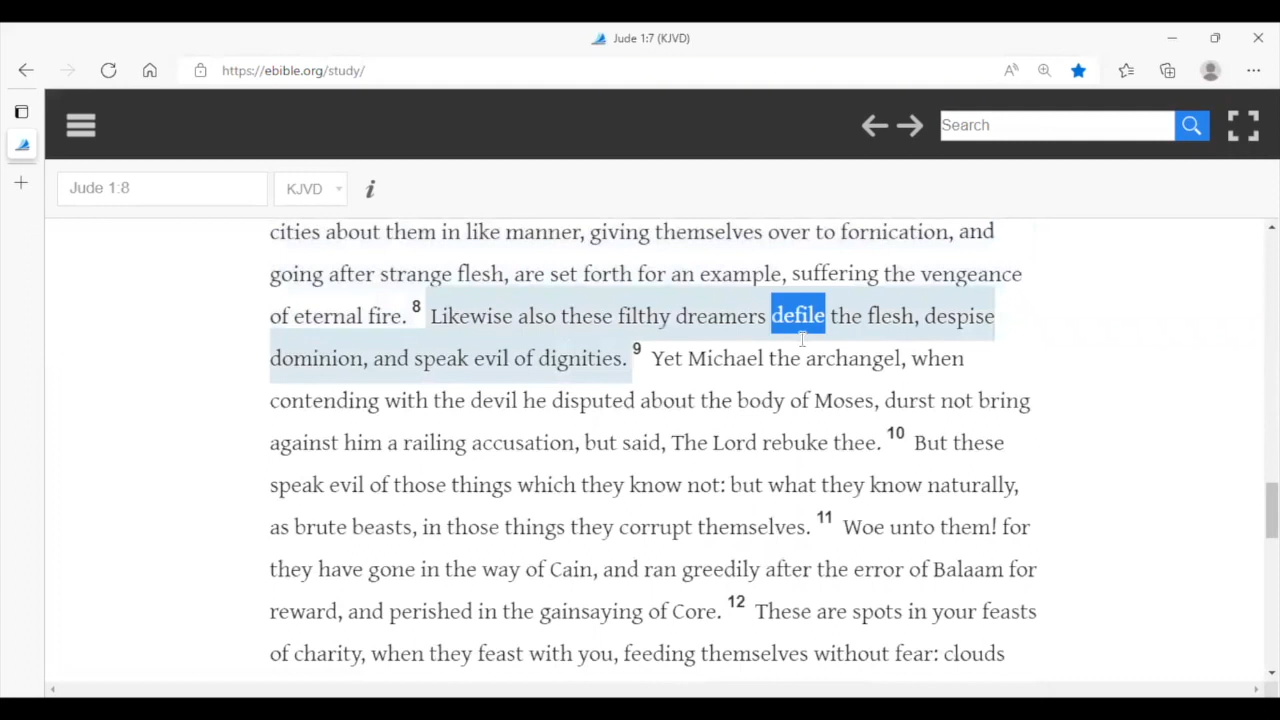 Jude 1:7 (KJVD)
https://ebible.org/study/
Search
Jude 1:8 KJVD i
cities about them in like manner, giving themselves over to fornication, and
going after strange flesh, are set forth for an example, suffering the vengeance
of eternal fire. 8 Likewise also these filthy dreamers defile the flesh, despise
dominion, and speak evil of dignities. 9 Yet Michael the archangel, when
contending with the devil he disputed about the body of Moses, durst not bring
against him a railing accusation, but said, The Lord rebuke thee. 10 But these
speak evil of those things which they know not: but what they know naturally,
as brute beasts, in those things they corrupt themselves. 11 Woe unto them! for
they have gone in the way of Cain, and ran greedily after the error of Balaam for
reward, and perished in the gainsaying of Core. 12 These are spots in your feasts
of charity, when they feast with you, feeding themselves without fear: clouds